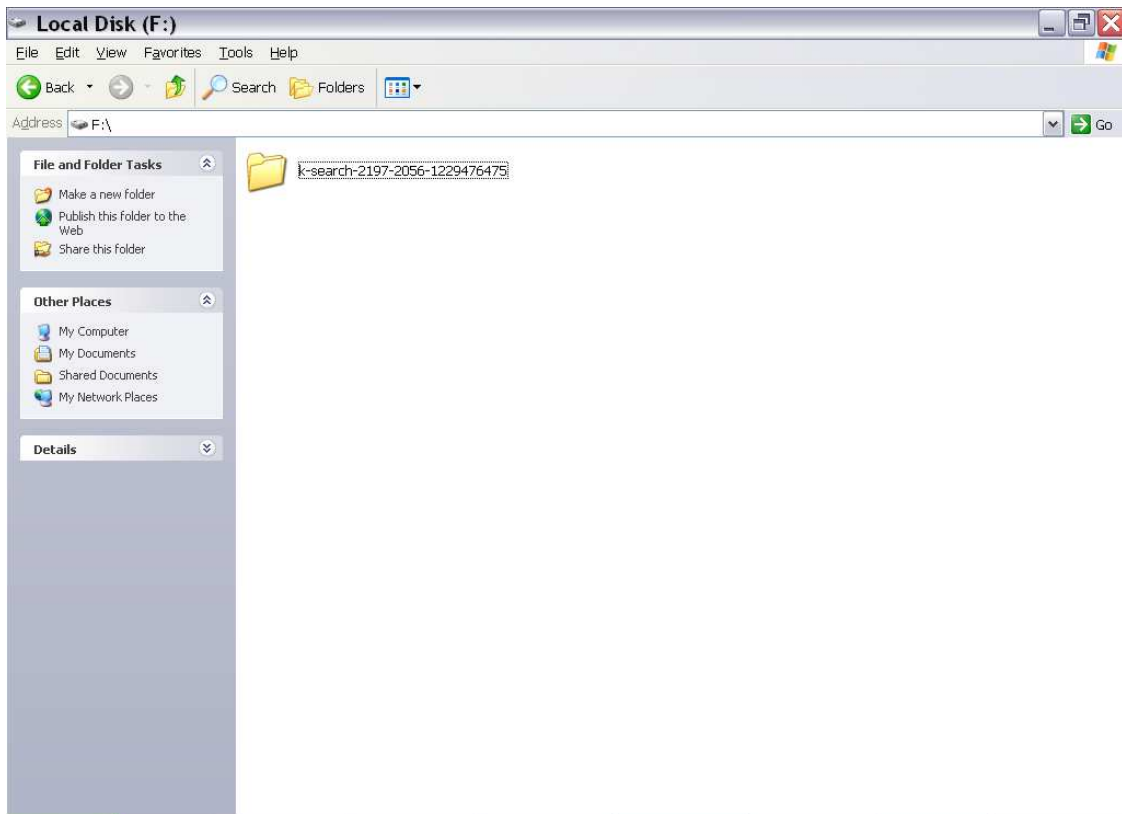 Local Disk (F:)
File Edit View Favorites Tools Help
Back Search Folders
Address F:\ Go
File and Folder Tasks
Make a new folder
Publish this folder to the
Web
Share this folder
Other Places
My Computer
My Documents
Shared Documents
My Network Places
Details
k-search-2197-2056-1229476475